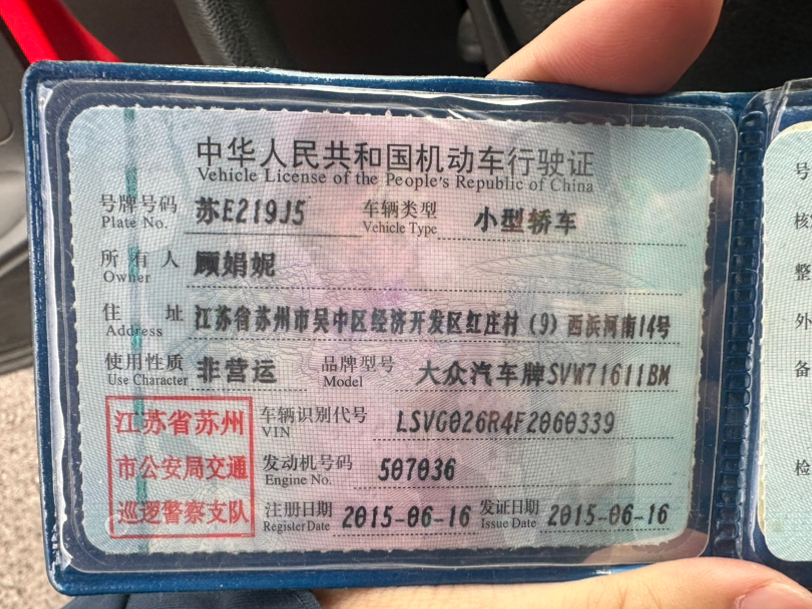 中华人民共和国机动车行驶证
Vehicle License of the People's Republic of China
号牌号码 苏E219J5 车辆类型 小型轿车
Plate No. Vehicle Type
所有人 顾娟妮
Owner
住址 江苏省苏州市吴中区经济开发区红庄村(9)西浜河南14号
Address
使用性质 非营运 品牌型号 大众汽车牌SVW71611BM
Use Character Model
江苏省苏州 车辆识别代号 LSVG026R4F2060339
VIN
市公安局交通 发动机号码 507036
Engine No.
巡逻警察支队 注册日期 2015-06-16 发证日期 2015-06-16
Register Date Issue Date
号
核
整
外
备
检